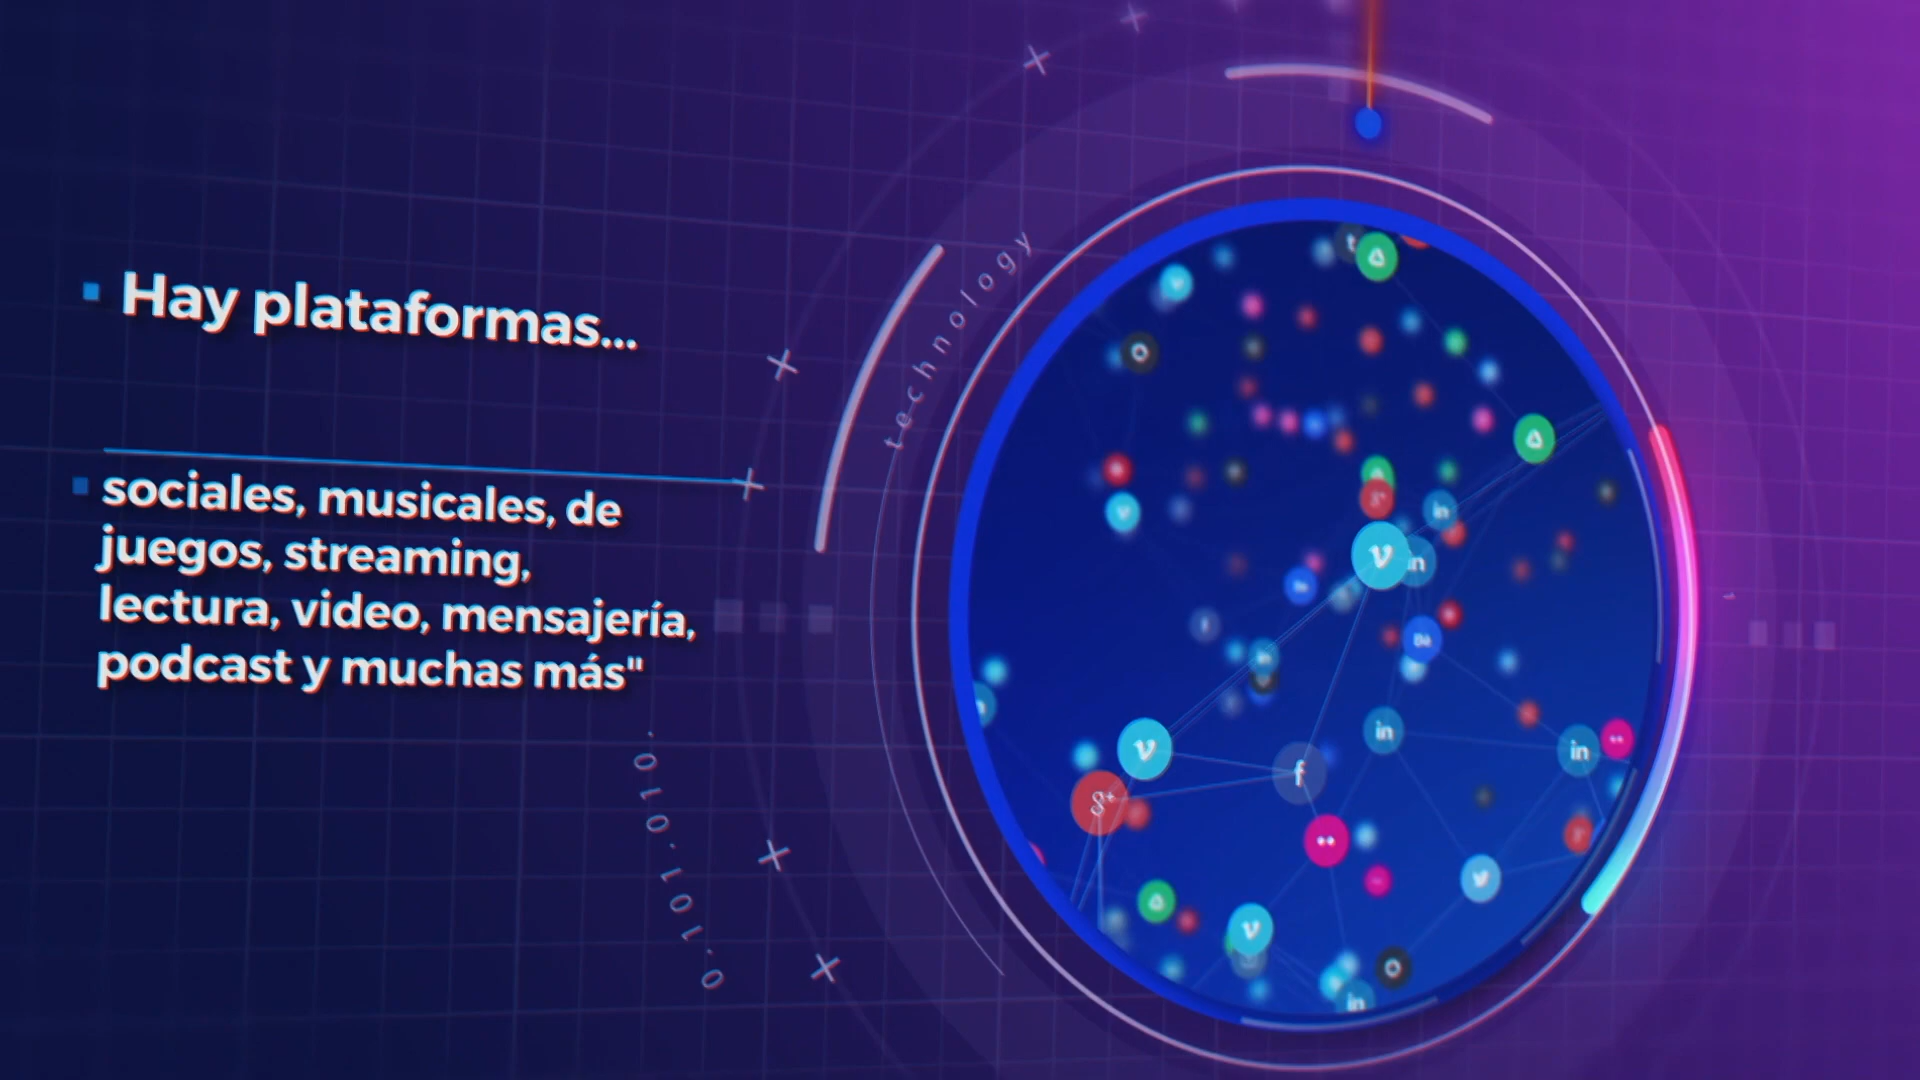 Hay plataformas...
sociales, musicales, de
juegos, streaming,
lectura, video, mensajería,
podcast y muchas más"
technology
0.101.010.